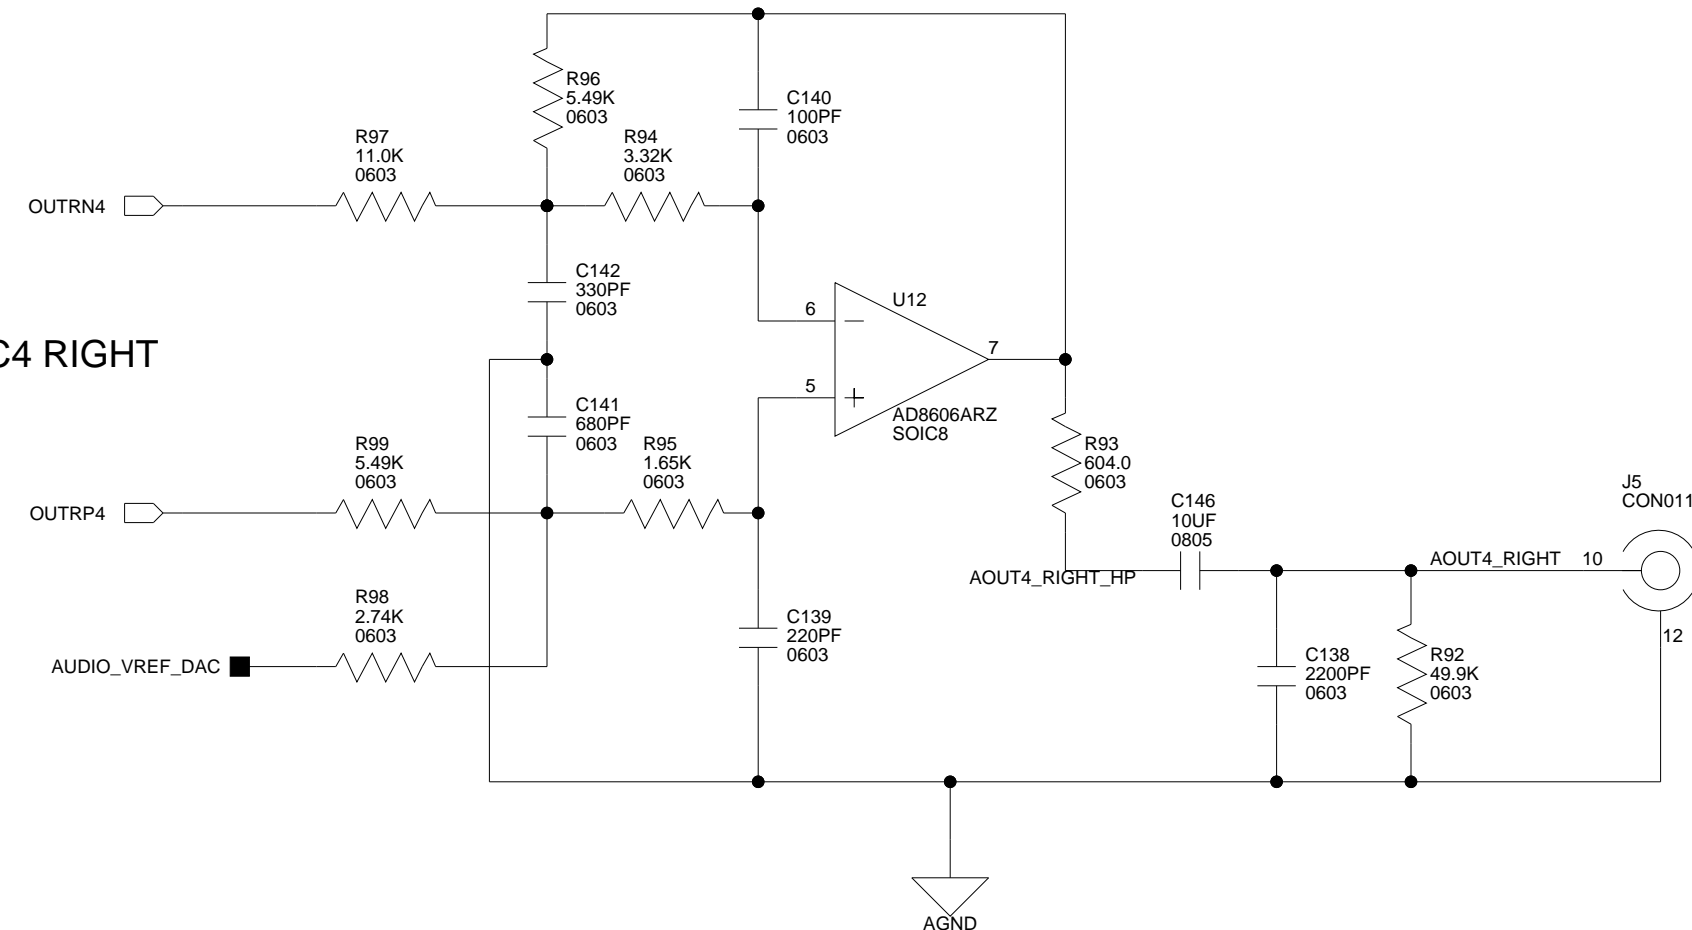 R96
5.49K
0603
C140
100PF
0603
R97
11.0K
0603
R94
3.32K
0603
OUTRN4
C142
330PF
0603
U12
6
C4 RIGHT
7
5
C141
680PF
0603
AD8606ARZ
SOIC8
R99
5.49K
0603
R95
1.65K
0603
R93
604.0
0603
OUTRP4
C146
10UF
0805
J5
CON011
AOUT4_RIGHT
10
AOUT4_RIGHT_HP
R98
2.74K
0603
C139
220PF
0603
12
AUDIO_VREF_DAC
C138
2200PF
0603
R92
49.9K
0603
AGND